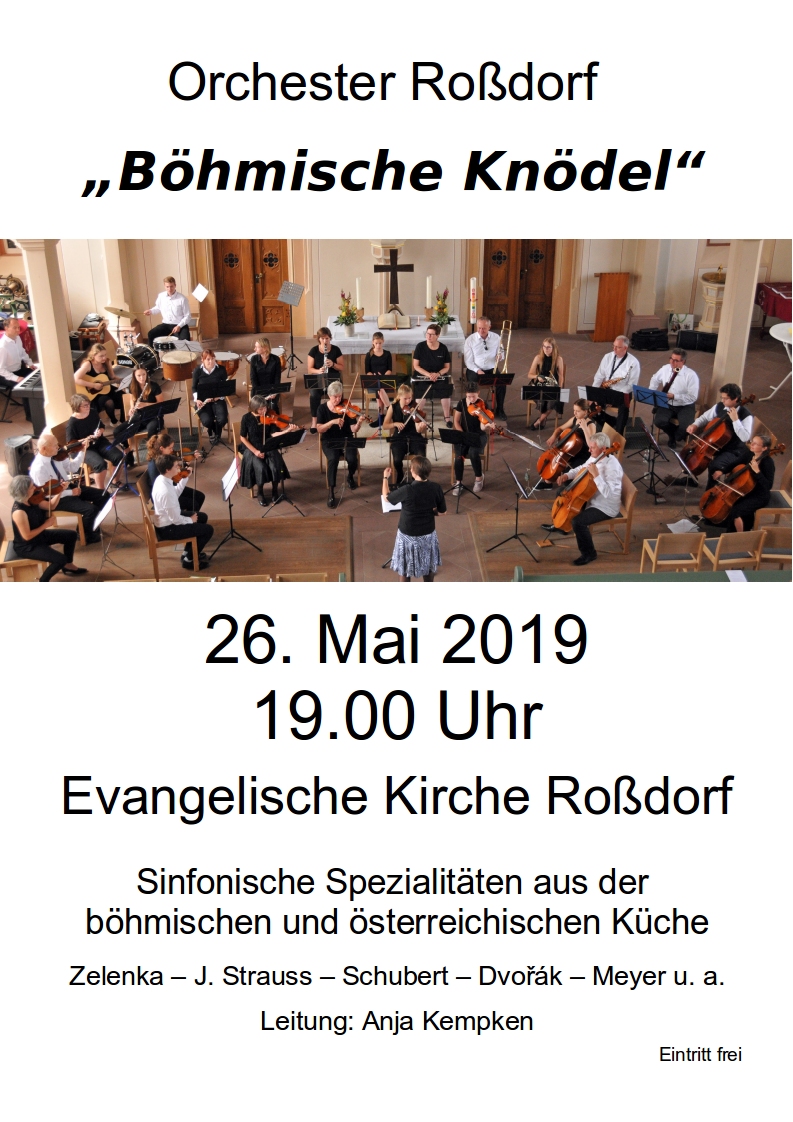 Orchester Roßdorf
„Böhmische Knödel“
26. Mai 2019
19.00 Uhr
Evangelische Kirche Roßdorf
Sinfonische Spezialitäten aus der
böhmischen und österreichischen Küche
Zelenka – J. Strauss – Schubert – Dvořák – Meyer u. a.
Leitung: Anja Kempken
Eintritt frei